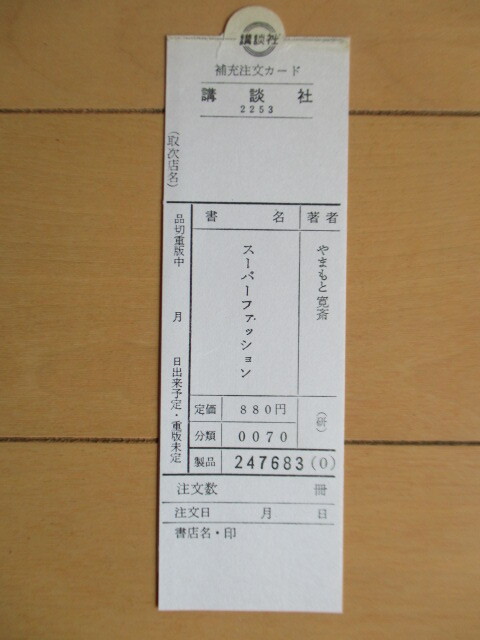 講談社
補充注文カード
講談社
2253
(取次店名)
書名
著者
スーパーファッション
やまもと寛斎
品切重版中 月 日出来予定・重版未定
定価 880円
分類 0070
製品 247683(0)
注文数 冊
注文日 月 日
書店名・印